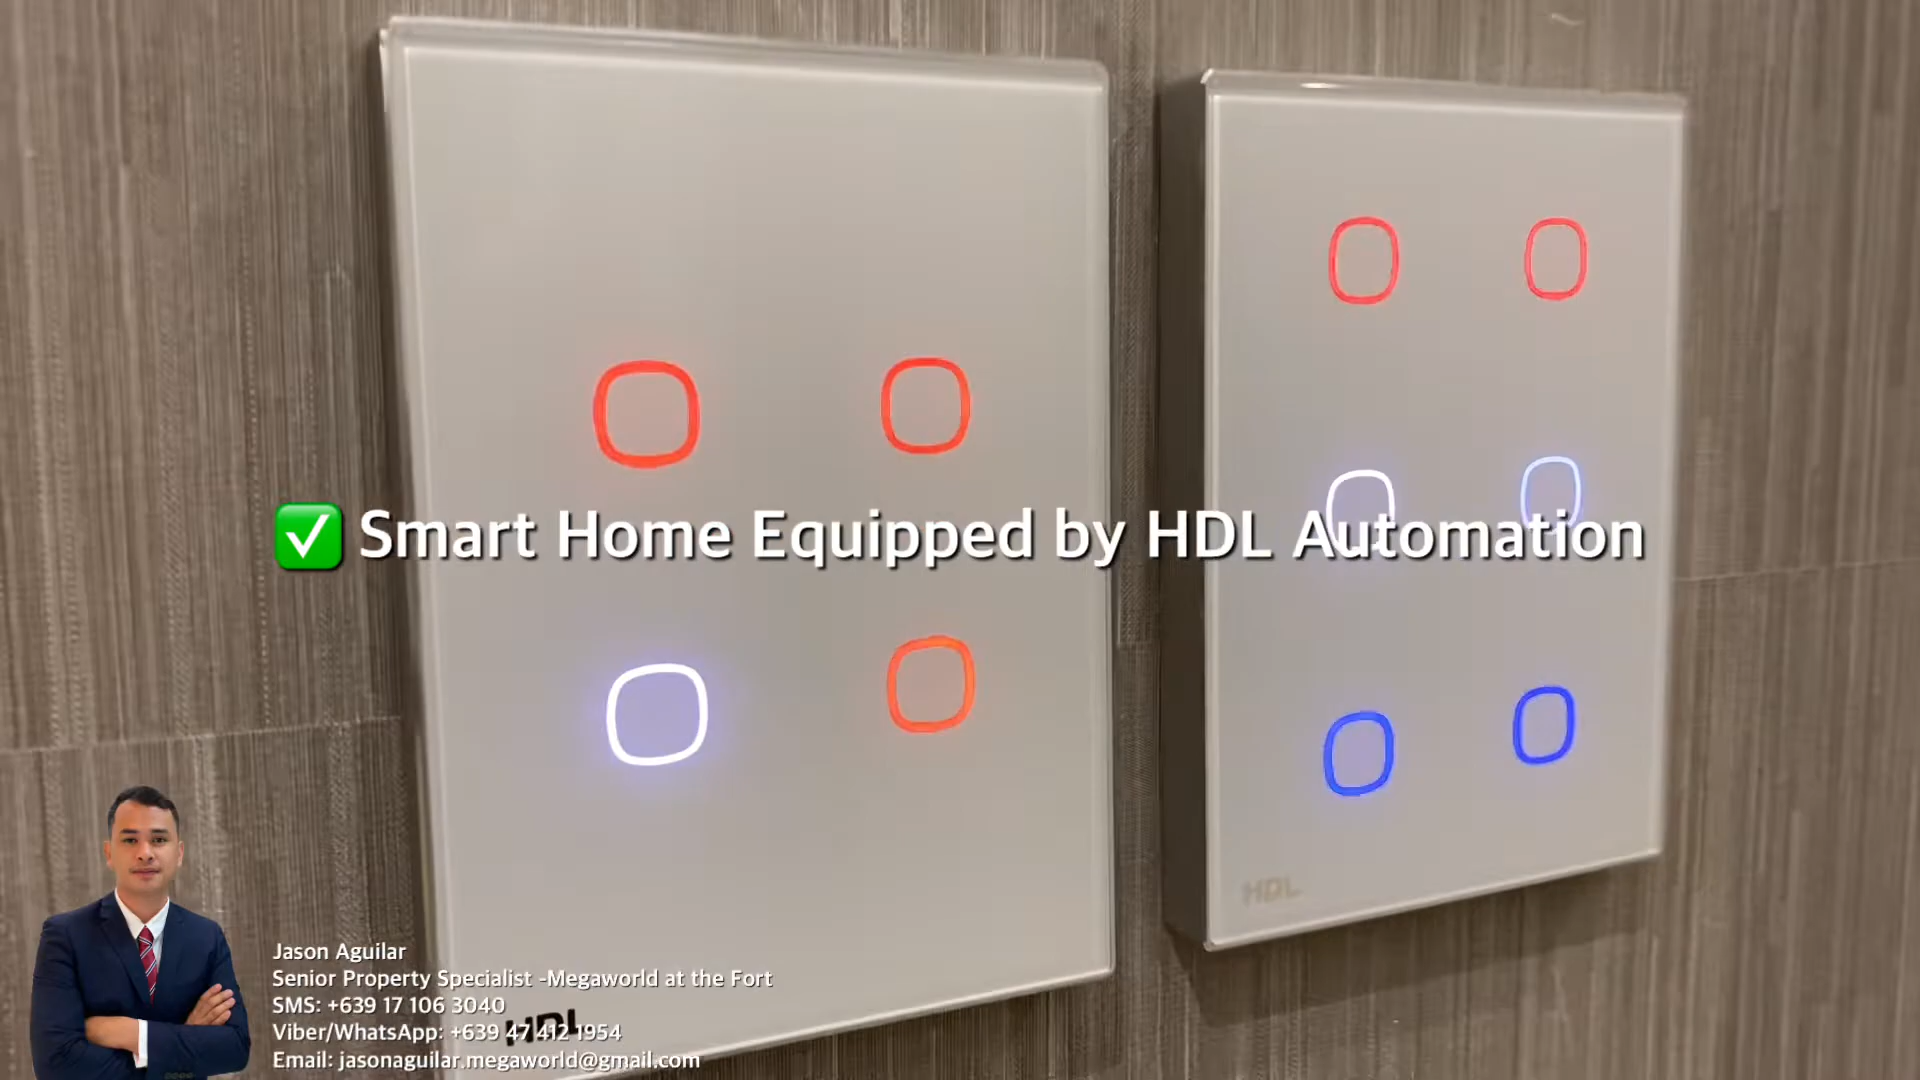 ✅ Smart Home Equipped by HDL Automation
HDL
Jason Aguilar
Senior Property Specialist -Megaworld at the Fort
SMS: +639 17 106 3040
HDL
Viber/WhatsApp: +639 47 412 1954
Email: jasonaguilar.megaworld@gmail.com